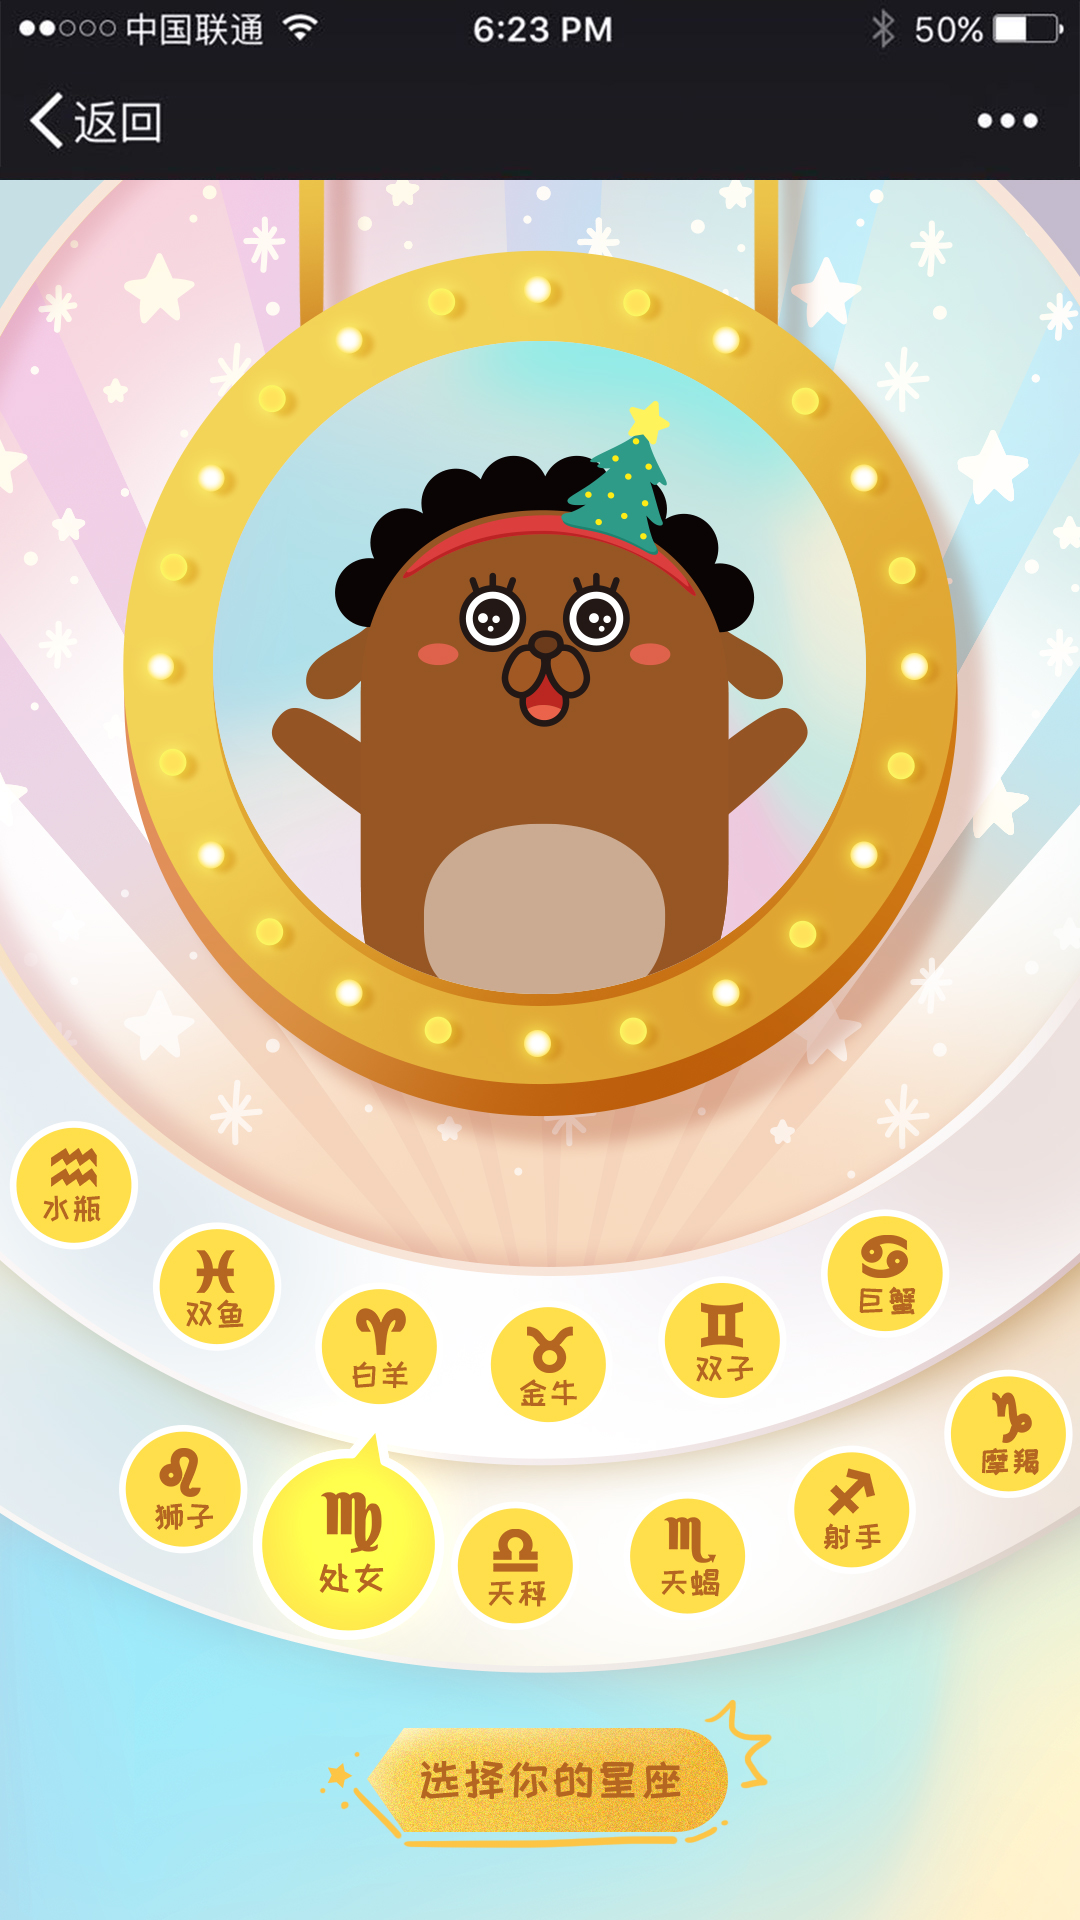 中国联通
6:23 PM
50%
返回
水瓶
双鱼
白羊
金牛
双子
巨蟹
狮子
处女
天秤
天蝎
射手
摩羯
选择你的星座